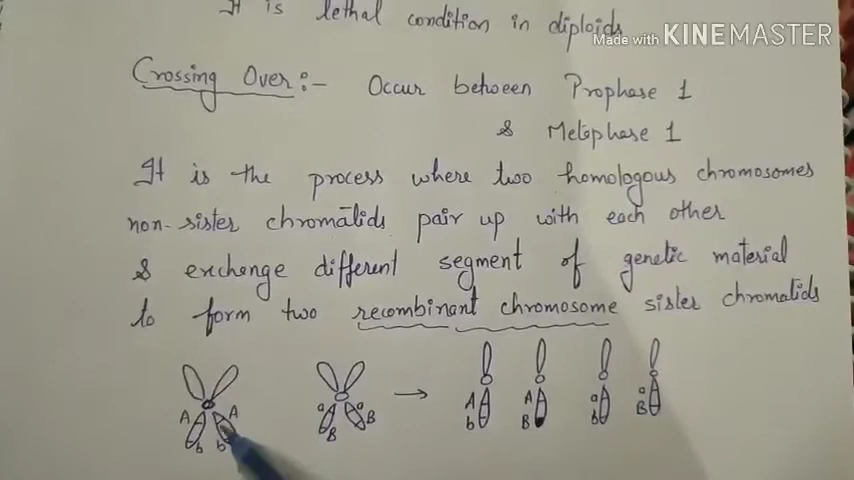 It is lethal condition in diploids
Made with KINEMASTER
Crossing Over:- Occur between Prophase 1
& Metophase 1
It is the process where two homologous chromosomes
non-sister chromatids pair up with each other
& exchange different segment of genetic material
to form two recombinant chromosome sister chromatids
A A a a A A a a
b b B B b B b B